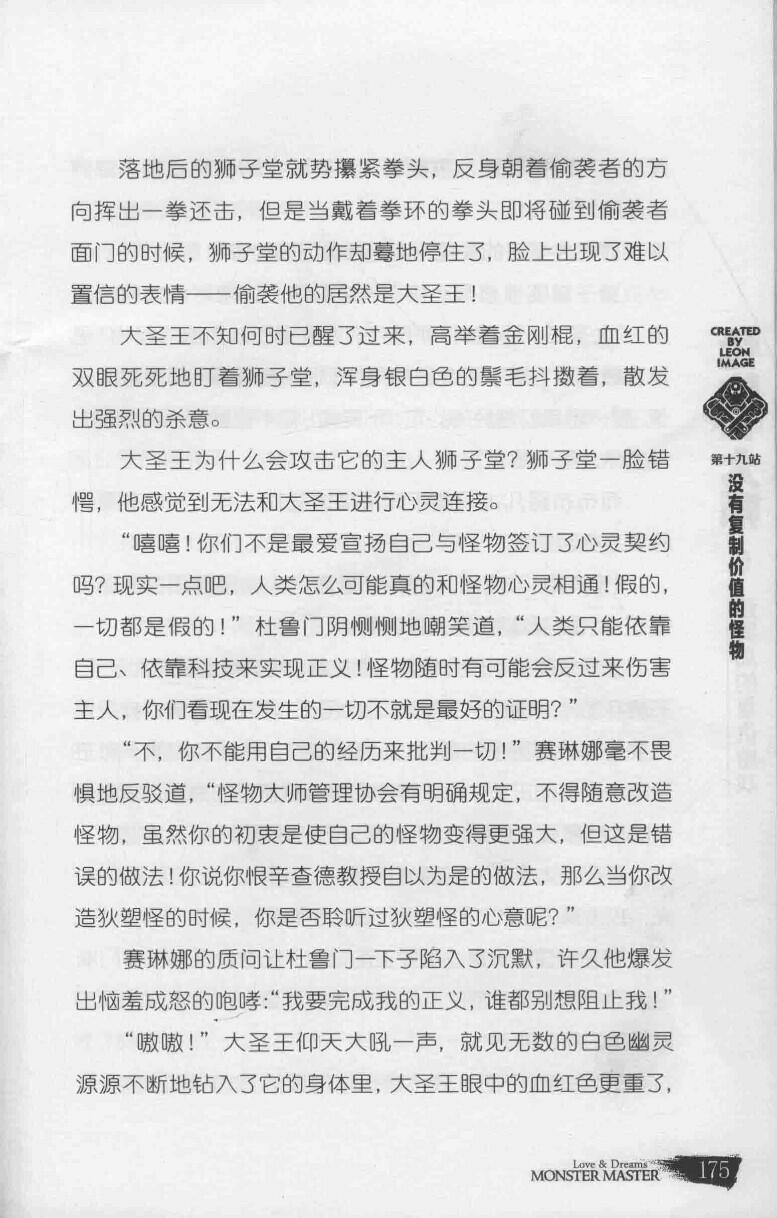 落地后的狮子堂就势攥紧拳头，反身朝着偷袭者的方
向挥出一拳还击，但是当戴着拳环的拳头即将碰到偷袭者
面门的时候，狮子堂的动作却蓦地停住了，脸上出现了难以
置信的表情——偷袭他的居然是大圣王！
大圣王不知何时已醒了过来，高举着金刚棍，血红的
双眼死死地盯着狮子堂，浑身银白色的鬃毛抖擞着，散发
出强烈的杀意。
大圣王为什么会攻击它的主人狮子堂？狮子堂一脸错
愕，他感觉到无法和大圣王进行心灵连接。
“嘻嘻！你们不是最爱宣扬自己与怪物签订了心灵契约
吗？现实一点吧，人类怎么可能真的和怪物心灵相通！假的，
一切都是假的！”杜鲁门阴恻恻地嘲笑道，“人类只能依靠
自己、依靠科技来实现正义！怪物随时有可能会反过来伤害
主人，你们看现在发生的一切不就是最好的证明？”
“不，你不能用自己的经历来批判一切！”赛琳娜毫不畏
惧地反驳道，“怪物大师管理协会有明确规定，不得随意改造
怪物，虽然你的初衷是使自己的怪物变得更强大，但这是错
误的做法！你说你恨辛查德教授自以为是的做法，那么当你改
造狄塑怪的时候，你是否聆听过狄塑怪的心意呢？”
赛琳娜的质问让杜鲁门一下子陷入了沉默，许久他爆发
出恼羞成怒的咆哮：“我要完成我的正义，谁都别想阻止我！”
“嗷嗷！”大圣王仰天大吼一声，就见无数的白色幽灵
源源不断地钻入了它的身体里，大圣王眼中的血红色更重了，
CREATED
BY
LEON
IMAGE
第十九站
没有复制价值的怪物
Love & Dreams
MONSTER MASTER
175